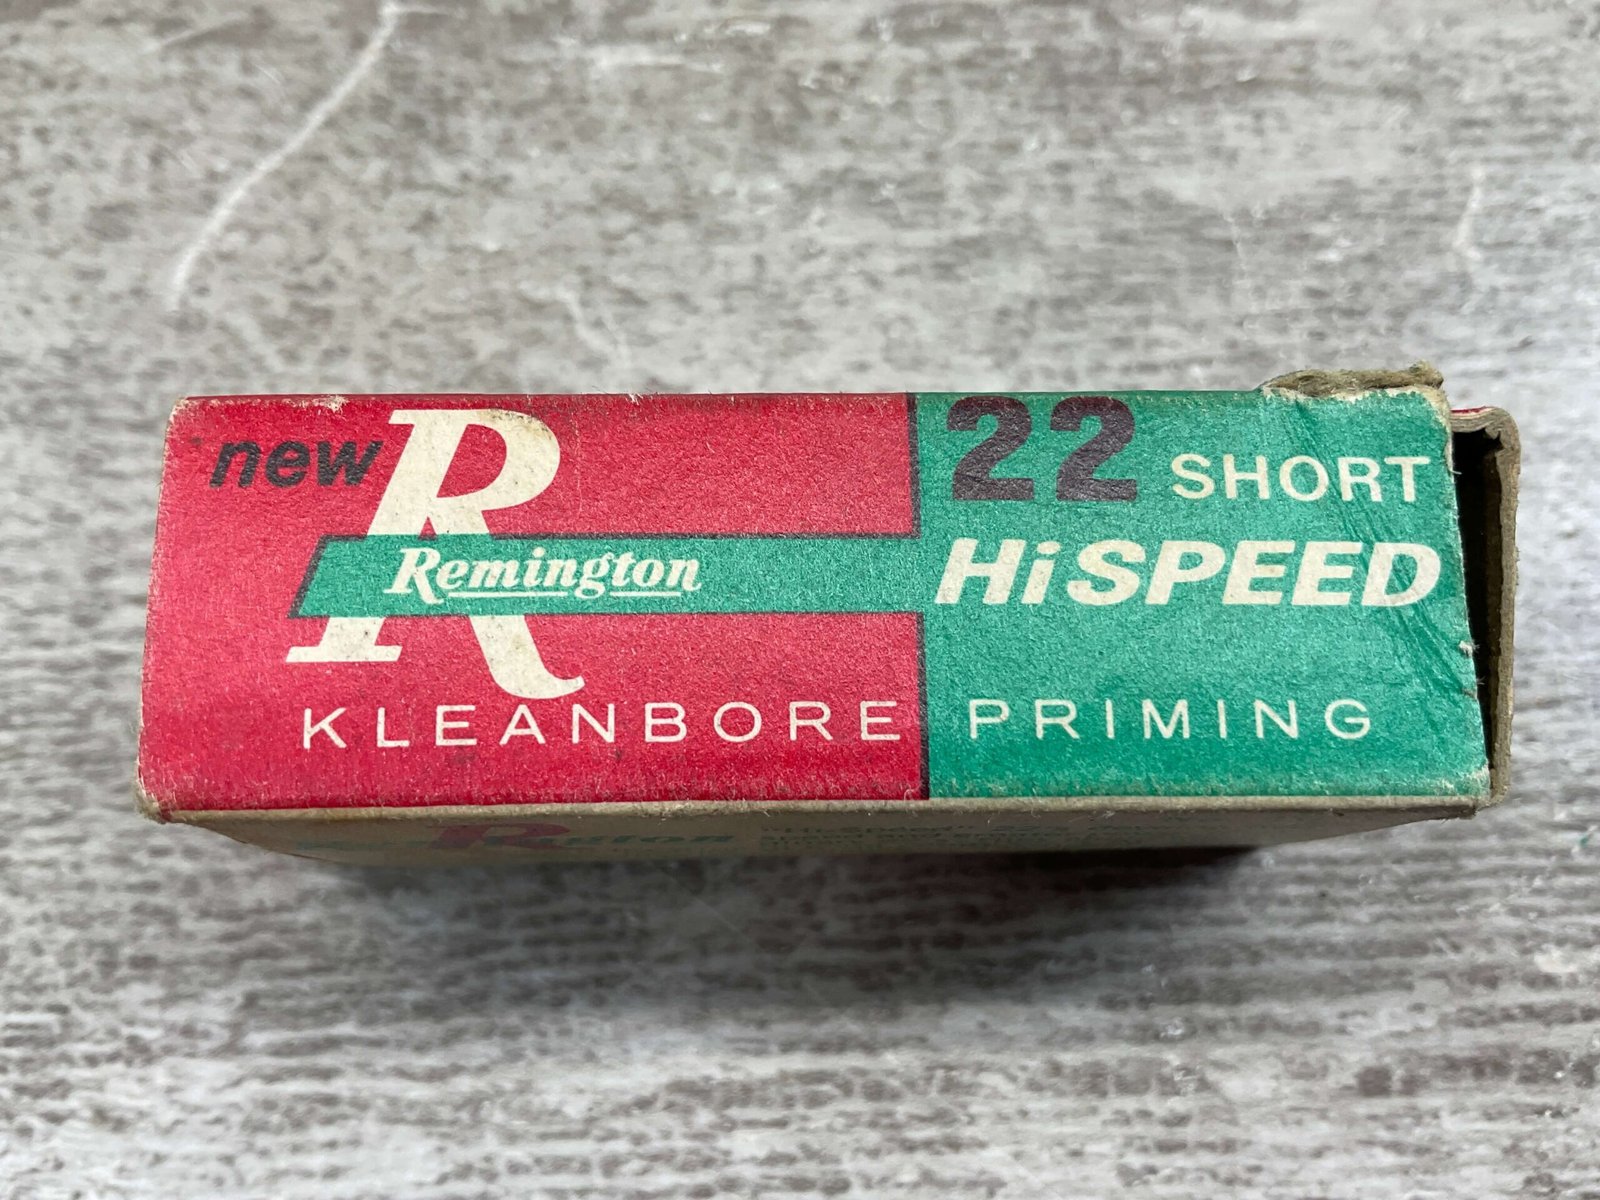 new R
Remington
KLEANBORE PRIMING
22 SHORT
HiSPEED